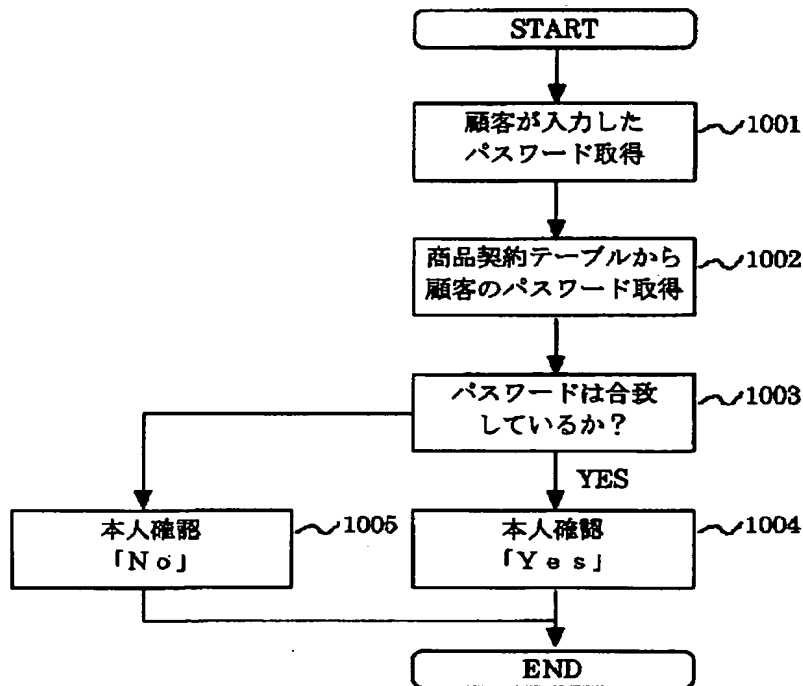 START
顧客が入力した
パスワード取得
1001
商品契約テーブルから
顧客のパスワード取得
1002
パスワードは合致
しているか？
1003
YES
本人確認
「No」
1005
本人確認
「Yes」
1004
END